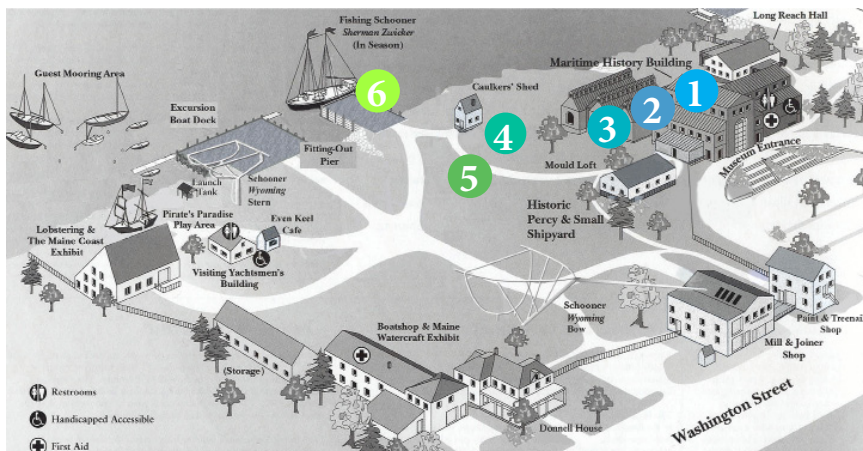 Fishing Schooner
Sherman Zwicker
(In Season)
Long Reach Hall
Guest Mooring Area
Maritime History Building
Caulkers' Shed
Excursion
Boat Dock
6
1
2
3
4
5
Fitting-Out
Pier
Mould Loft
Museum Entrance
Launch
Tank
Schooner
Wyoming
Stern
Historic
Percy & Small
Shipyard
Pirate's Paradise
Play Area
Even Keel
Cafe
Lobstering &
The Maine Coast
Exhibit
Visiting Yachtsmen's
Building
Schooner
Wyoming
Bow
Boatshop & Maine
Watercraft Exhibit
Paint & Treenail
Shop
Mill & Joiner
Shop
(Storage)
Donnell House
Washington Street
Restrooms
Handicapped Accessible
First Aid